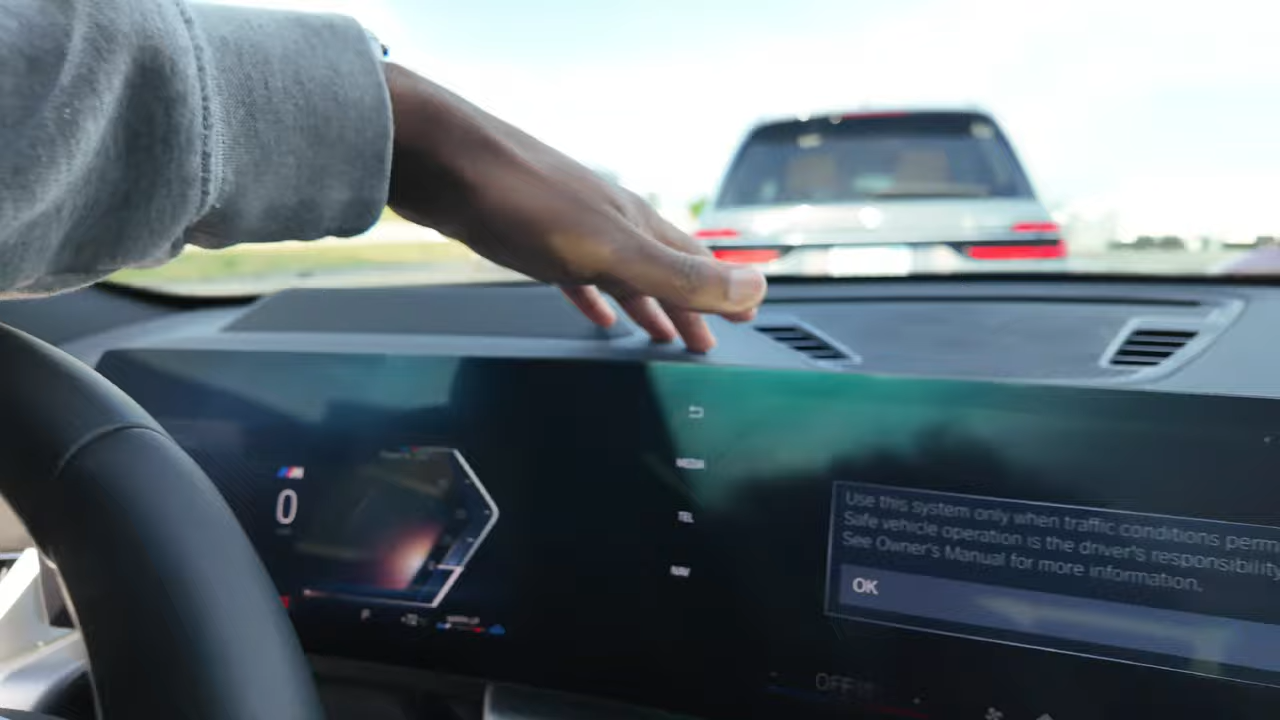 M
0
MEDIA
TEL
NAV
Use this system only when traffic conditions perm
Safe vehicle operation is the driver's responsibility
See Owner's Manual for more information.
OK
P
OFF